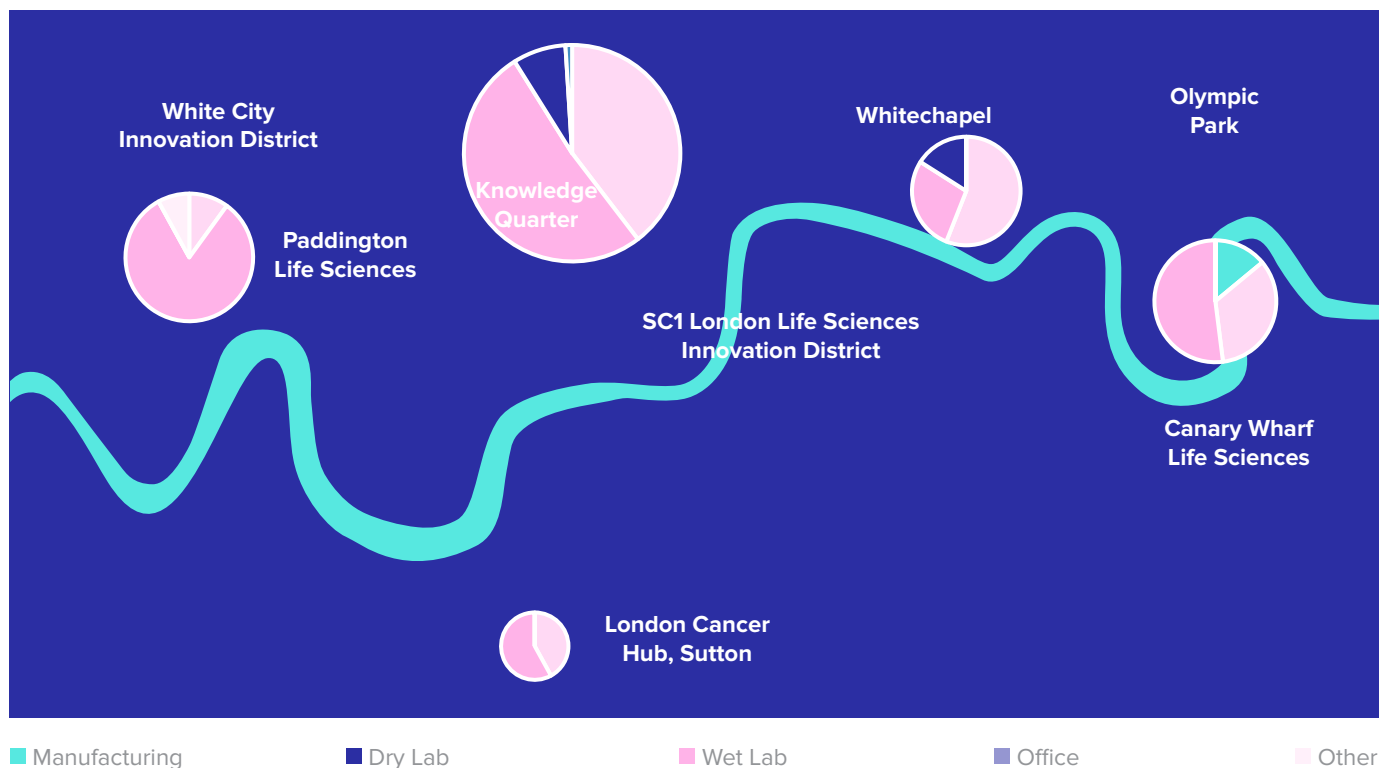 White City
Innovation District
Paddington
Life Sciences
Knowledge
Quarter
Whitechapel
Olympic
Park
SC1 London Life Sciences
Innovation District
Canary Wharf
Life Sciences
London Cancer
Hub, Sutton
Manufacturing
Dry Lab
Wet Lab
Office
Other